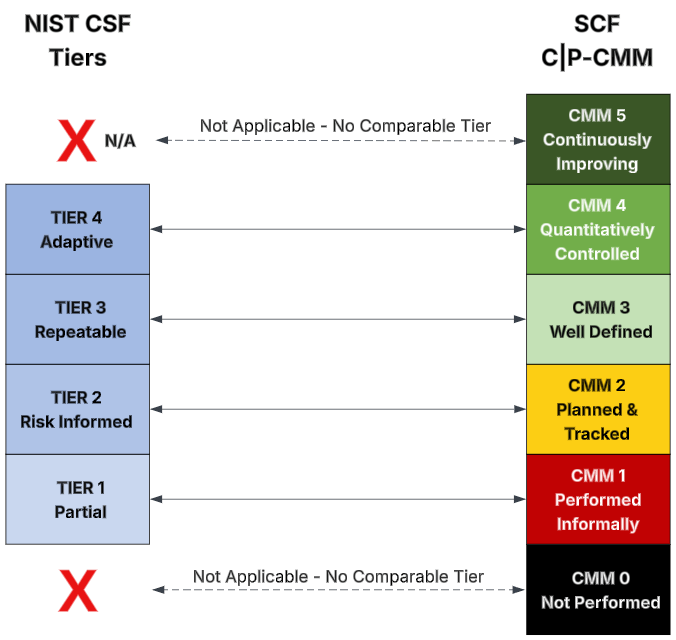 NIST CSF
Tiers
SCF
C|P-CMM
X N/A
Not Applicable - No Comparable Tier
CMM 5
Continuously
Improving
TIER 4
Adaptive
CMM 4
Quantitatively
Controlled
TIER 3
Repeatable
CMM 3
Well Defined
TIER 2
Risk Informed
CMM 2
Planned &
Tracked
TIER 1
Partial
CMM 1
Performed
Informally
X
Not Applicable - No Comparable Tier
CMM 0
Not Performed